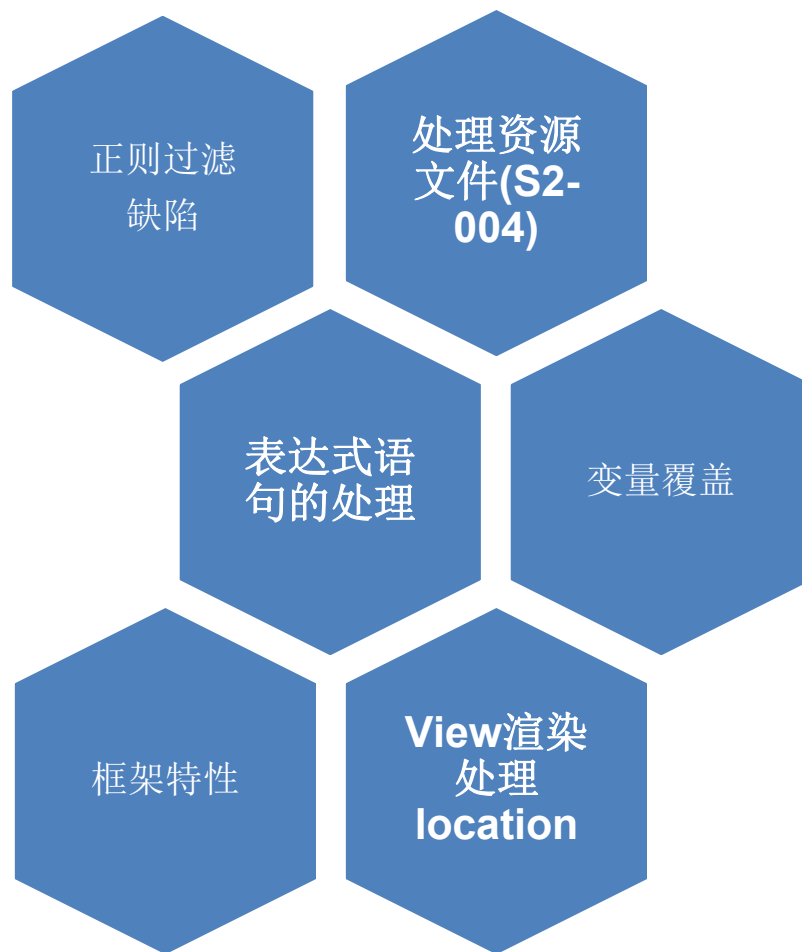 正则过滤
缺陷
处理资源
文件(S2-
004)
表达式语
句的处理
变量覆盖
框架特性
View渲染
处理
location